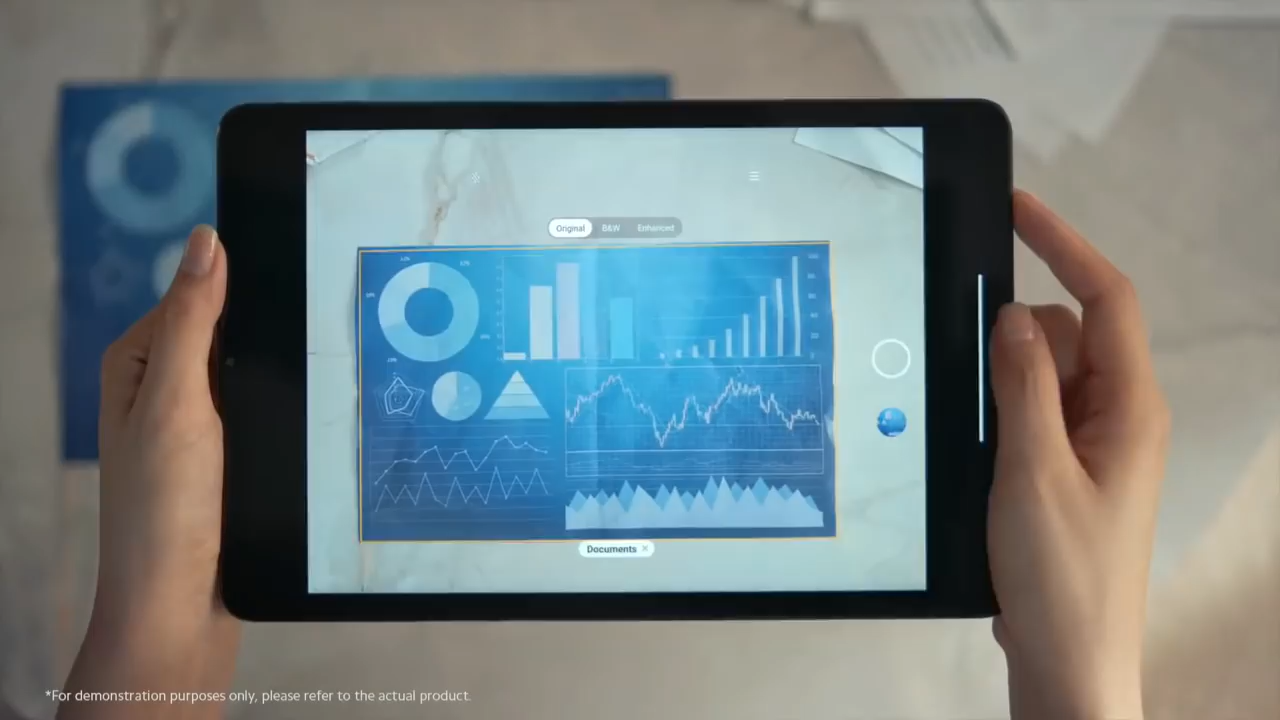 Original B&W Enhanced
Documents ×
*For demonstration purposes only, please refer to the actual product.